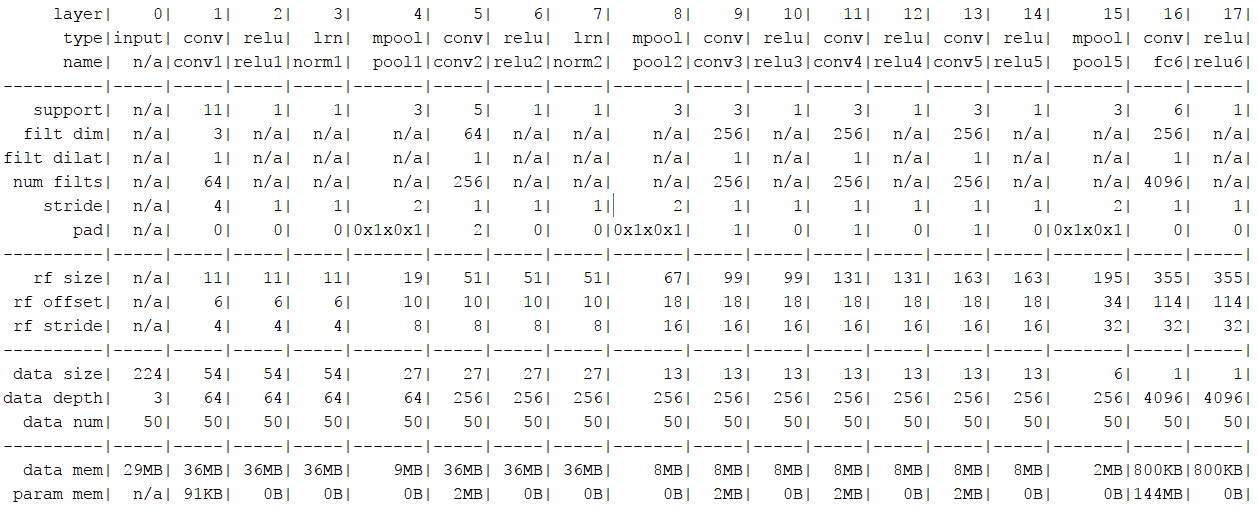 layer| 0| 1| 2| 3| 4| 5| 6| 7| 8| 9| 10| 11| 12| 13| 14| 15| 16| 17|
type|input| conv| relu| lrn| mpool| conv| relu| lrn| mpool| conv| relu| conv| relu| conv| relu| mpool| conv| relu|
name| n/a|conv1|relu1|norm1| pool1|conv2|relu2|norm2| pool2|conv3|relu3|conv4|relu4|conv5|relu5| pool5| fc6|relu6|
----------|-----|-----|-----|-----|-------|-----|-----|-----|-------|-----|-----|-----|-----|-----|-----|-------|-----|-----|
support| n/a| 11| 1| 1| 3| 5| 1| 1| 3| 3| 1| 3| 1| 3| 1| 3| 6| 1|
filt dim| n/a| 3| n/a| n/a| n/a| 64| n/a| n/a| n/a| 256| n/a| 256| n/a| 256| n/a| n/a| 256| n/a|
filt dilat| n/a| 1| n/a| n/a| n/a| 1| n/a| n/a| n/a| 1| n/a| 1| n/a| 1| n/a| n/a| 1| n/a|
num filts| n/a| 64| n/a| n/a| n/a| 256| n/a| n/a| n/a| 256| n/a| 256| n/a| 256| n/a| n/a| 4096| n/a|
stride| n/a| 4| 1| 1| 2| 1| 1| 1| 2| 1| 1| 1| 1| 1| 1| 2| 1| 1|
pad| n/a| 0| 0| 0|0x1x0x1| 2| 0| 0|0x1x0x1| 1| 0| 1| 0| 1| 0|0x1x0x1| 0| 0|
----------|-----|-----|-----|-----|-------|-----|-----|-----|-------|-----|-----|-----|-----|-----|-----|-------|-----|-----|
rf size| n/a| 11| 11| 11| 19| 51| 51| 51| 67| 99| 99| 131| 131| 163| 163| 195| 355| 355|
rf offset| n/a| 6| 6| 6| 10| 10| 10| 10| 18| 18| 18| 18| 18| 18| 18| 34| 114| 114|
rf stride| n/a| 4| 4| 4| 8| 8| 8| 8| 16| 16| 16| 16| 16| 16| 16| 32| 32| 32|
----------|-----|-----|-----|-----|-------|-----|-----|-----|-------|-----|-----|-----|-----|-----|-----|-------|-----|-----|
data size| 224| 54| 54| 54| 27| 27| 27| 27| 13| 13| 13| 13| 13| 13| 13| 6| 1| 1|
data depth| 3| 64| 64| 64| 64| 256| 256| 256| 256| 256| 256| 256| 256| 256| 256| 256| 4096| 4096|
data num| 50| 50| 50| 50| 50| 50| 50| 50| 50| 50| 50| 50| 50| 50| 50| 50| 50| 50|
----------|-----|-----|-----|-----|-------|-----|-----|-----|-------|-----|-----|-----|-----|-----|-----|-------|-----|-----|
data mem| 29MB| 36MB| 36MB| 36MB| 9MB| 36MB| 36MB| 36MB| 8MB| 8MB| 8MB| 8MB| 8MB| 8MB| 8MB| 2MB|800KB|800KB|
param mem| n/a| 91KB| 0B| 0B| 0B| 2MB| 0B| 0B| 0B| 2MB| 0B| 2MB| 0B| 2MB| 0B| 0B|144MB| 0B|